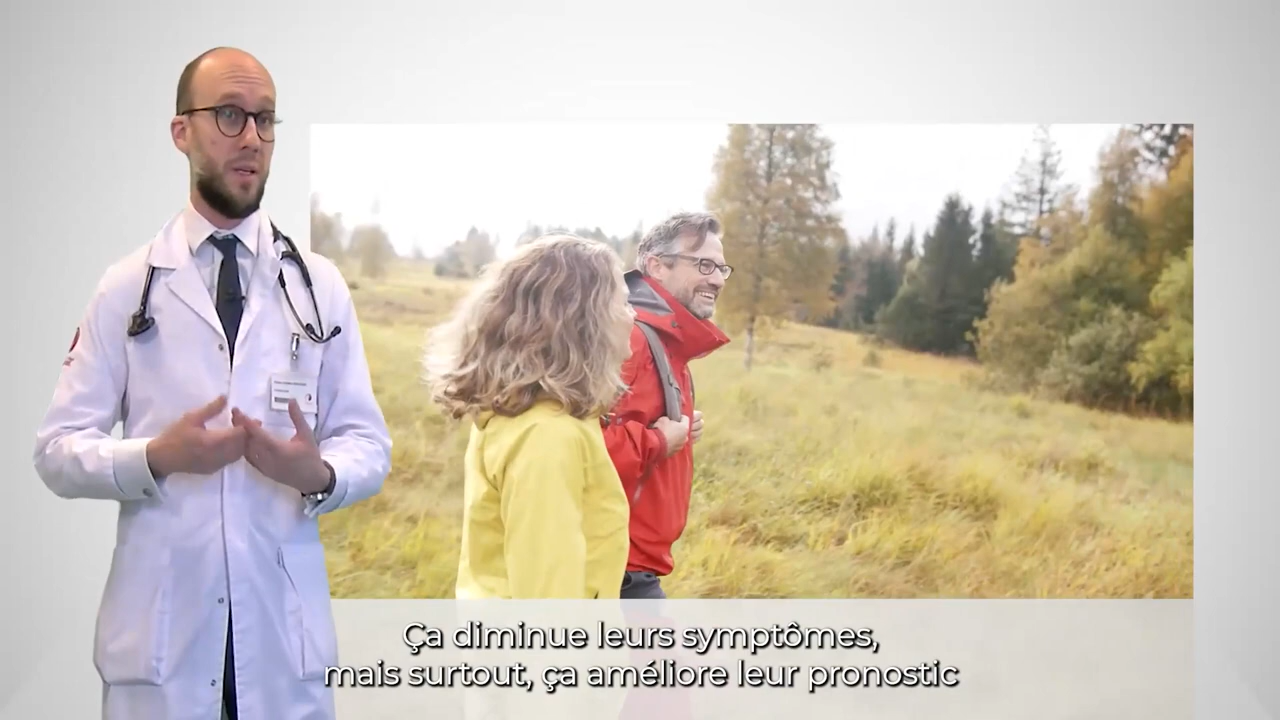 Ça diminue leurs symptômes,
mais surtout, ça améliore leur pronostic